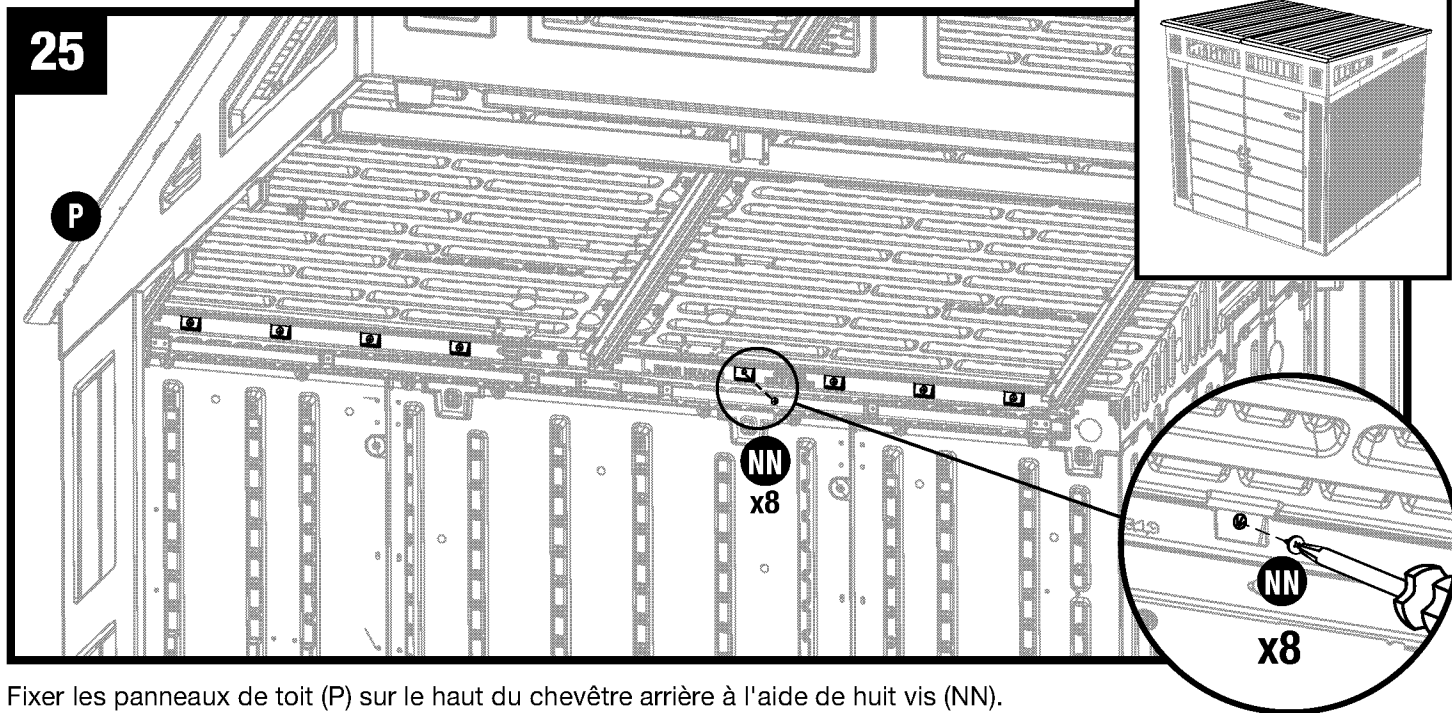 25
P
NN
x8
NN
x8
Fixer les panneaux de toit (P) sur le haut du chevêtre arrière à l'aide de huit vis (NN).